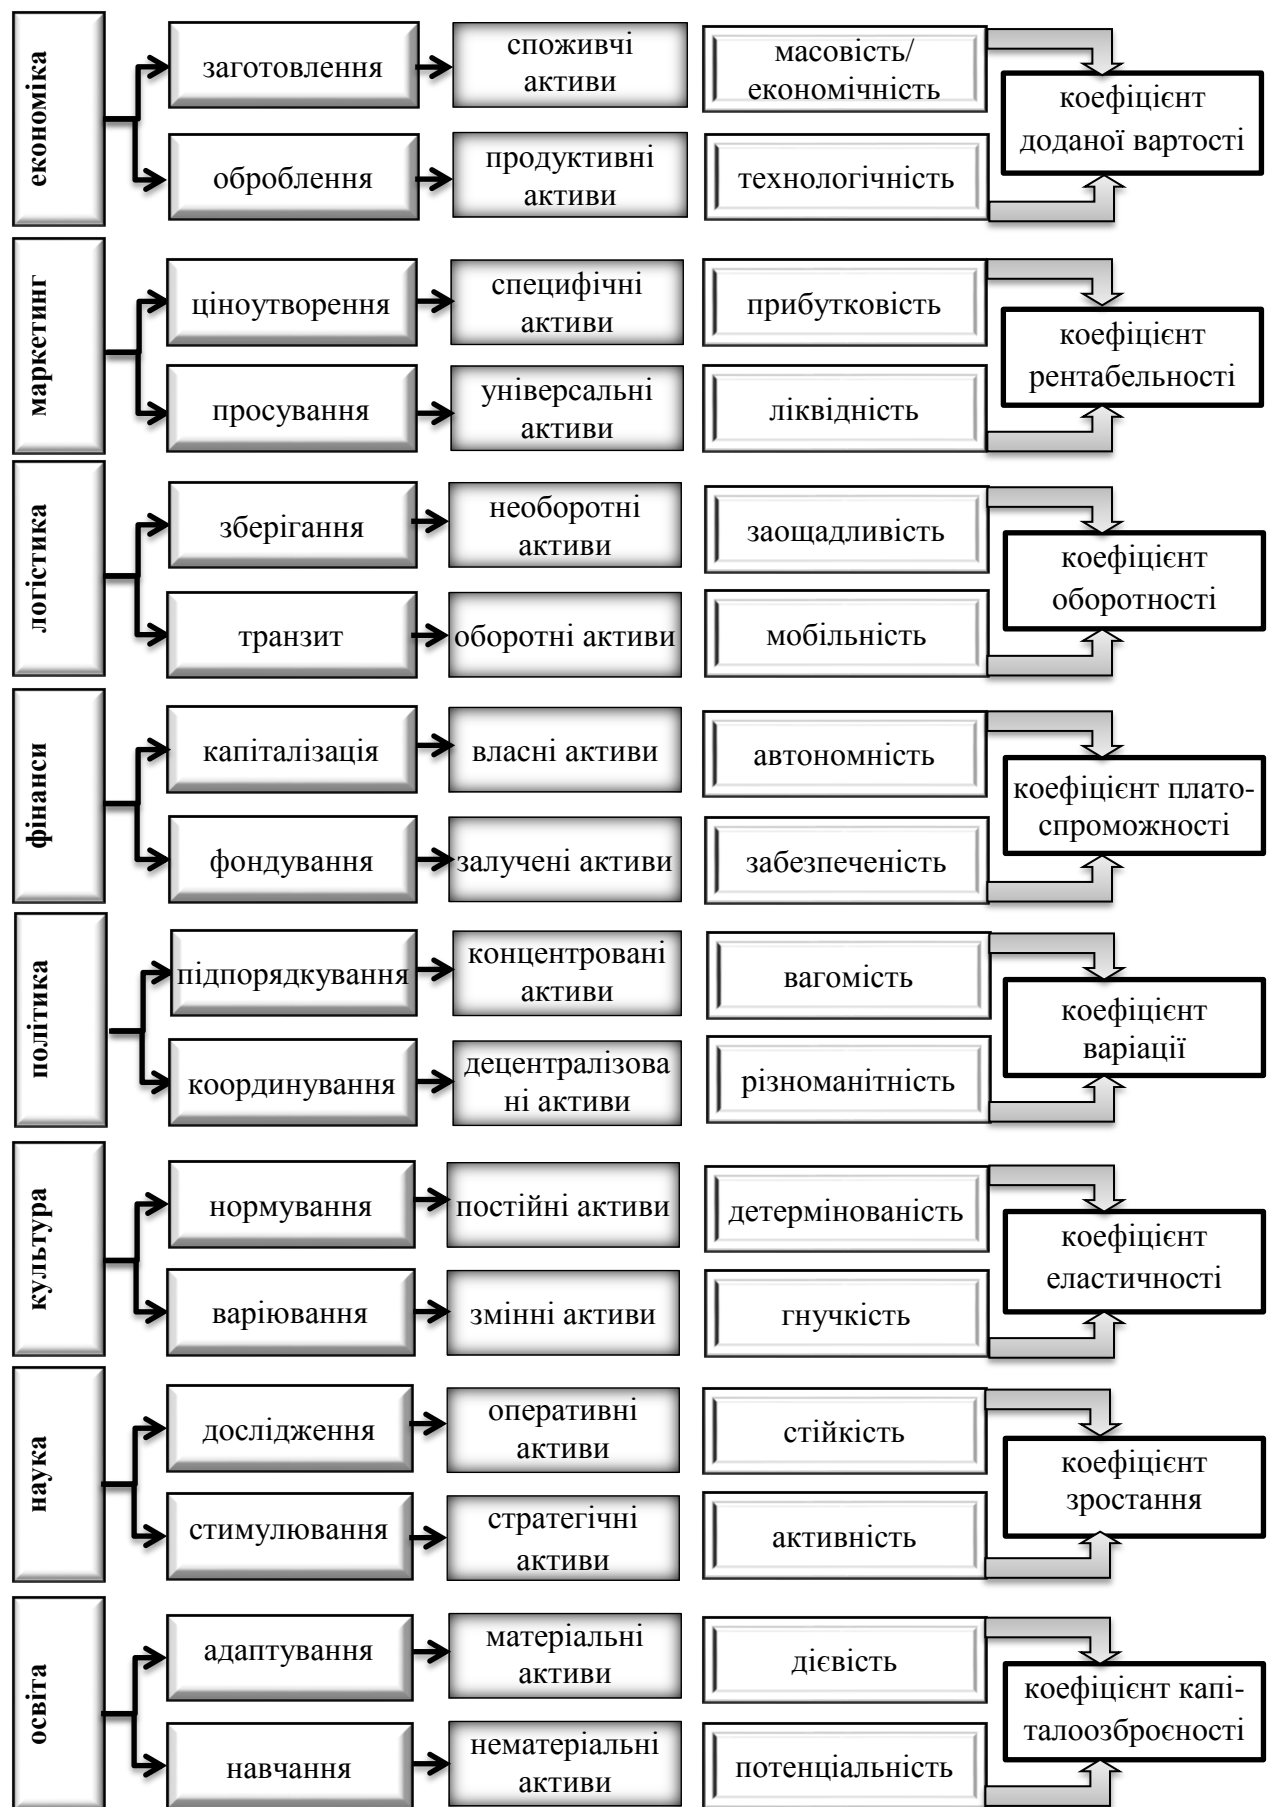 економіка
заготовлення
споживчі
активи
масовість/
економічність
коефіцієнт
доданої вартості
оброблення
продуктивні
активи
технологічність
маркетинг
ціноутворення
специфічні
активи
прибутковість
коефіцієнт
рентабельності
просування
універсальні
активи
ліквідність
логістика
зберігання
необоротні
активи
заощадливість
коефіцієнт
оборотності
транзит
оборотні активи
мобільність
фінанси
капіталізація
власні активи
автономність
коефіцієнт плато-
спроможності
фондування
залучені активи
забезпеченість
політика
підпорядкування
концентровані
активи
вагомість
коефіцієнт
варіації
координування
децентралізова
ні активи
різноманітність
культура
нормування
постійні активи
детермінованість
коефіцієнт
еластичності
варіювання
змінні активи
гнучкість
наука
дослідження
оперативні
активи
стійкість
коефіцієнт
зростання
стимулювання
стратегічні
активи
активність
освіта
адаптування
матеріальні
активи
дієвість
коефіцієнт капі-
талоозброєності
навчання
нематеріальні
активи
потенціальність